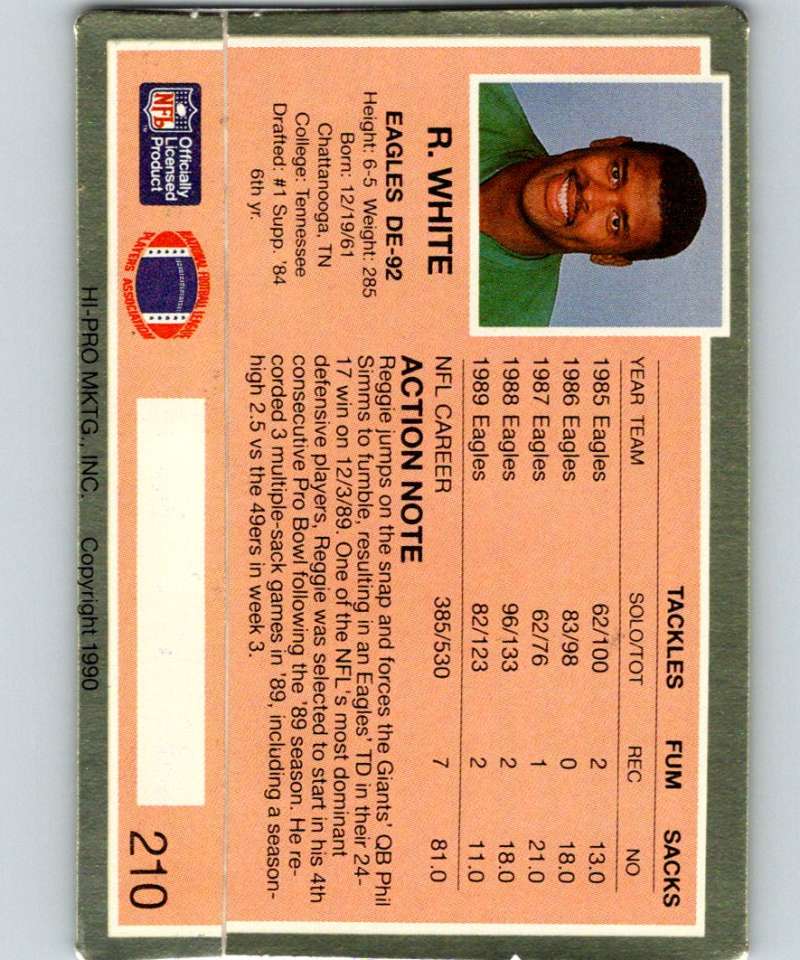 R. WHITE
EAGLES DE-92
Height: 6-5 Weight: 285
Born: 12/19/61
Chattanooga, TN
College: Tennessee
Drafted: #1 Supp. '84
6th yr.
TACKLES FUM SACKS
YEAR TEAM SOLO/TOT REC NO
1985 Eagles 62/100 2 13.0
1986 Eagles 83/98 0 18.0
1987 Eagles 62/76 1 21.0
1988 Eagles 96/133 2 18.0
1989 Eagles 82/123 2 11.0
NFL CAREER 385/530 7 81.0
ACTION NOTE
Reggie jumps on the snap and forces the Giants' QB Phil
Simms to fumble, resulting in an Eagles' TD in their 24-
17 win on 12/3/89. One of the NFL's most dominant
defensive players, Reggie was selected to start in his 4th
consecutive Pro Bowl following the '89 season. He re-
corded 3 multiple-sack games in '89, including a season-
high 2.5 vs the 49ers in week 3.
NFL
TM
Officially
Licensed
Product
NATIONAL FOOTBALL LEAGUE
PLAYERS ASSOCIATION
210
HI-PRO MKTG., INC. Copyright 1990